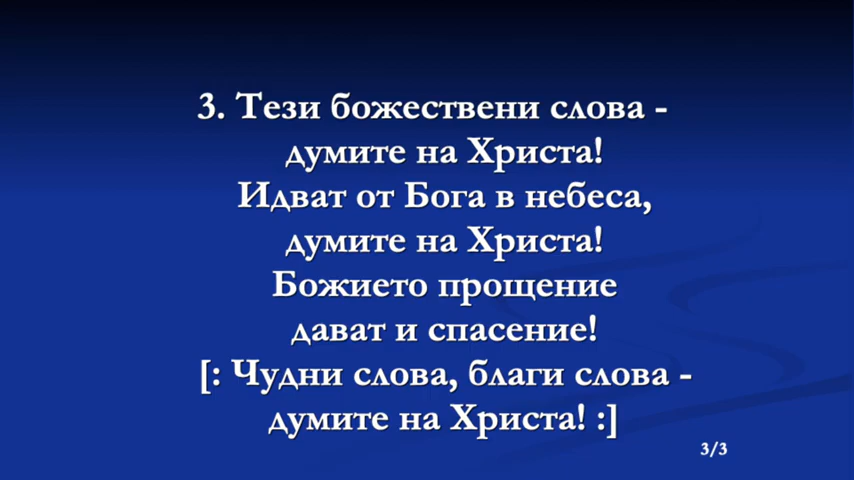 3. Тези божествени слова -
думите на Христа!
Идват от Бога в небеса,
думите на Христа!
Божието прощение
дават и спасение!
[: Чудни слова, благи слова -
думите на Христа! :]
3/3